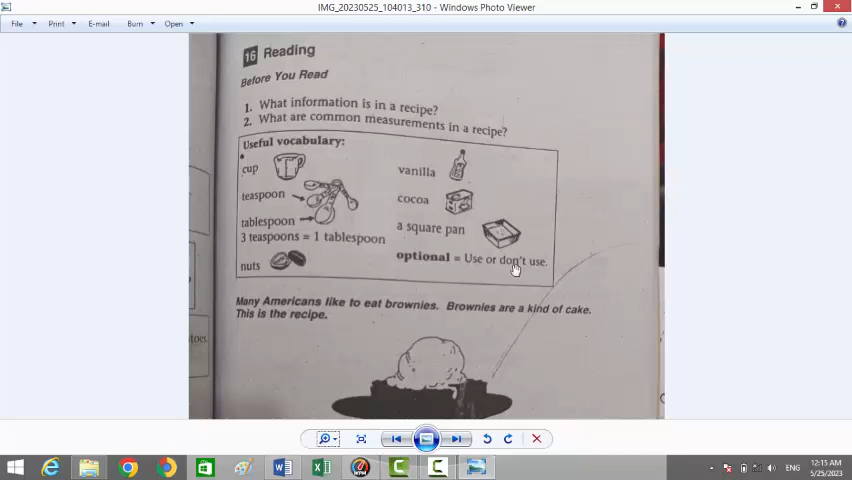 IMG_20230525_104013_310 - Windows Photo Viewer
File Print E-mail Burn Open
16 Reading
Before You Read
1. What information is in a recipe?
2. What are common measurements in a recipe?
Useful vocabulary:
cup
teaspoon
tablespoon
3 teaspoons = 1 tablespoon
nuts
vanilla
cocoa
a square pan
optional = Use or don't use.
Many Americans like to eat brownies. Brownies are a kind of cake.
This is the recipe.
ENG
12:15 AM
5/25/2023